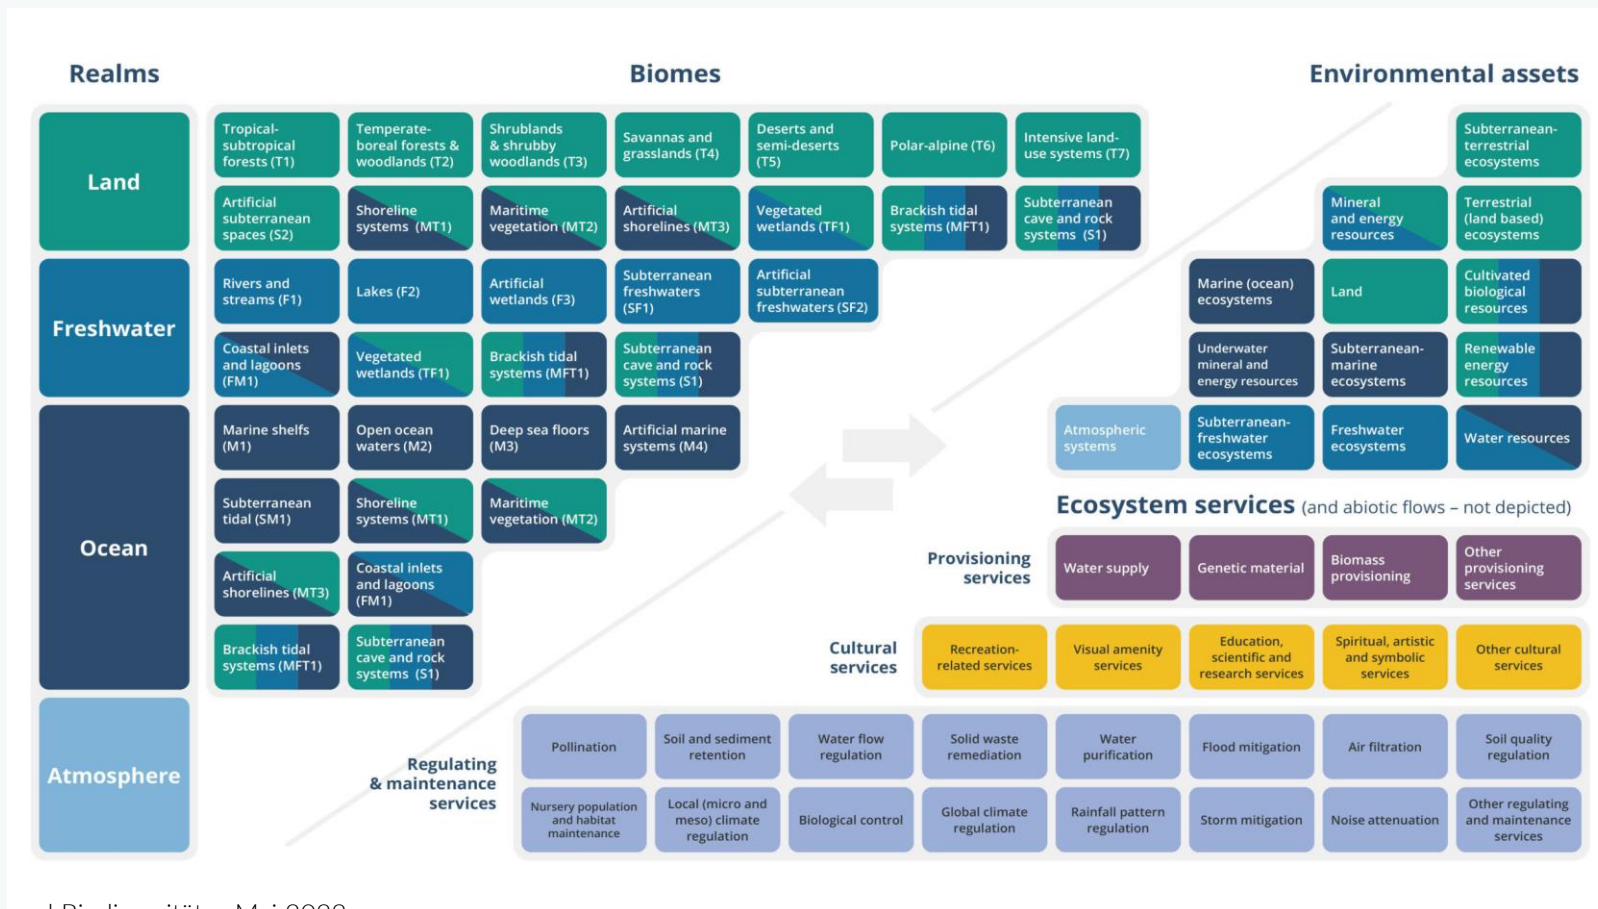 Realms
Biomes
Environmental assets
Land
Freshwater
Ocean
Atmosphere
Tropical-
subtropical
forests (T1)
Temperate-
boreal forests &
woodlands (T2)
Shrublands
& shrubby
woodlands (T3)
Savannas and
grasslands (T4)
Deserts and
semi-deserts
(T5)
Polar-alpine (T6)
Intensive land-
use systems (T7)
Artificial
subterranean
spaces (S2)
Shoreline
systems (MT1)
Maritime
vegetation (MT2)
Artificial
shorelines (MT3)
Vegetated
wetlands (TF1)
Brackish tidal
systems (MFT1)
Subterranean
cave and rock
systems (S1)
Rivers and
streams (F1)
Lakes (F2)
Artificial
wetlands (F3)
Subterranean
freshwaters
(SF1)
Artificial
subterranean
freshwaters (SF2)
Coastal inlets
and lagoons
(FM1)
Vegetated
wetlands (TF1)
Brackish tidal
systems (MFT1)
Subterranean
cave and rock
systems (S1)
Marine shelfs
(M1)
Open ocean
waters (M2)
Deep sea floors
(M3)
Artificial marine
systems (M4)
Subterranean
tidal (SM1)
Shoreline
systems (MT1)
Maritime
vegetation (MT2)
Artificial
shorelines (MT3)
Coastal inlets
and lagoons
(FM1)
Brackish tidal
systems (MFT1)
Subterranean
cave and rock
systems (S1)
Subterranean-
terrestrial
ecosystems
Mineral
and energy
resources
Terrestrial
(land based)
ecosystems
Marine (ocean)
ecosystems
Land
Cultivated
biological
resources
Underwater
mineral and
energy resources
Subterranean-
marine
ecosystems
Renewable
energy
resources
Atmospheric
systems
Subterranean-
freshwater
ecosystems
Freshwater
ecosystems
Water resources
Ecosystem services (and abiotic flows – not depicted)
Provisioning
services
Water supply
Genetic material
Biomass
provisioning
Other
provisioning
services
Cultural
services
Recreation-
related services
Visual amenity
services
Education,
scientific and
research services
Spiritual, artistic
and symbolic
services
Other cultural
services
Regulating
& maintenance
services
Pollination
Soil and sediment
retention
Water flow
regulation
Solid waste
remediation
Water
purification
Flood mitigation
Air filtration
Soil quality
regulation
Nursery population
and habitat
maintenance
Local (micro and
meso) climate
regulation
Biological control
Global climate
regulation
Rainfall pattern
regulation
Storm mitigation
Noise attenuation
Other regulating
and maintenance
services